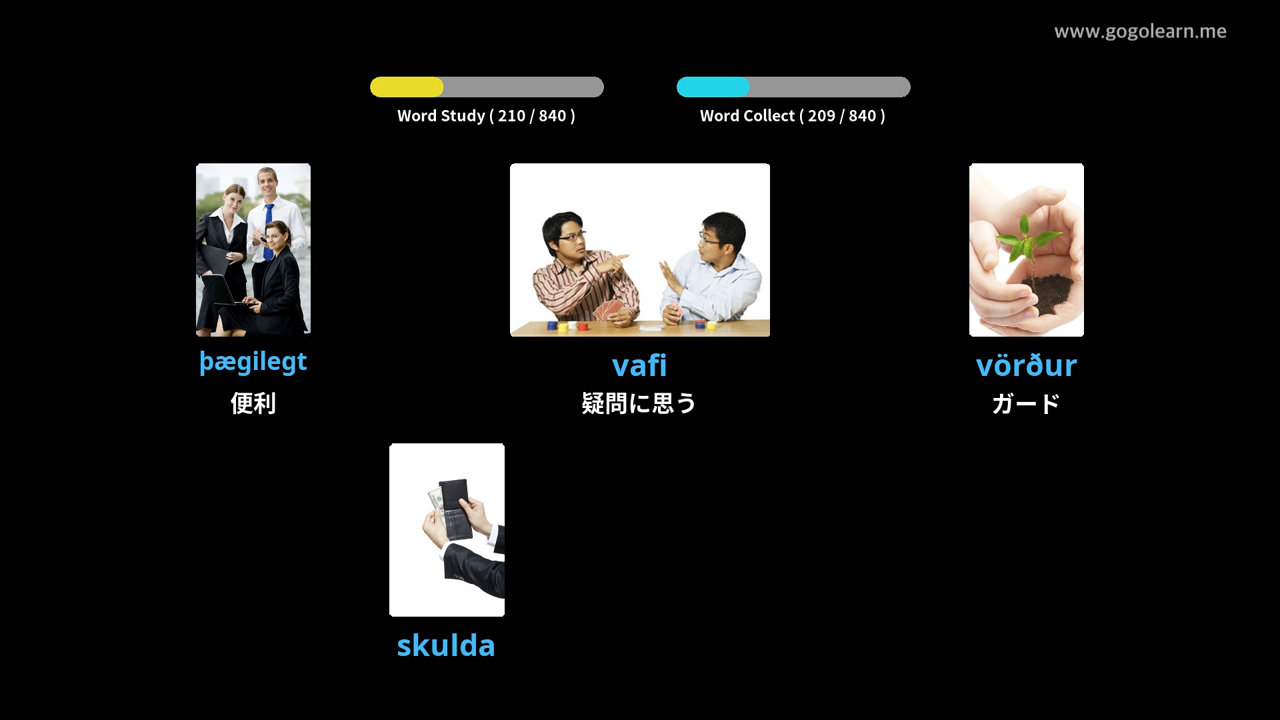 www.gogolearn.me
Word Study ( 210 / 840 )
Word Collect ( 209 / 840 )
þægilegt
便利
vafi
疑問に思う
vörður
ガード
skulda